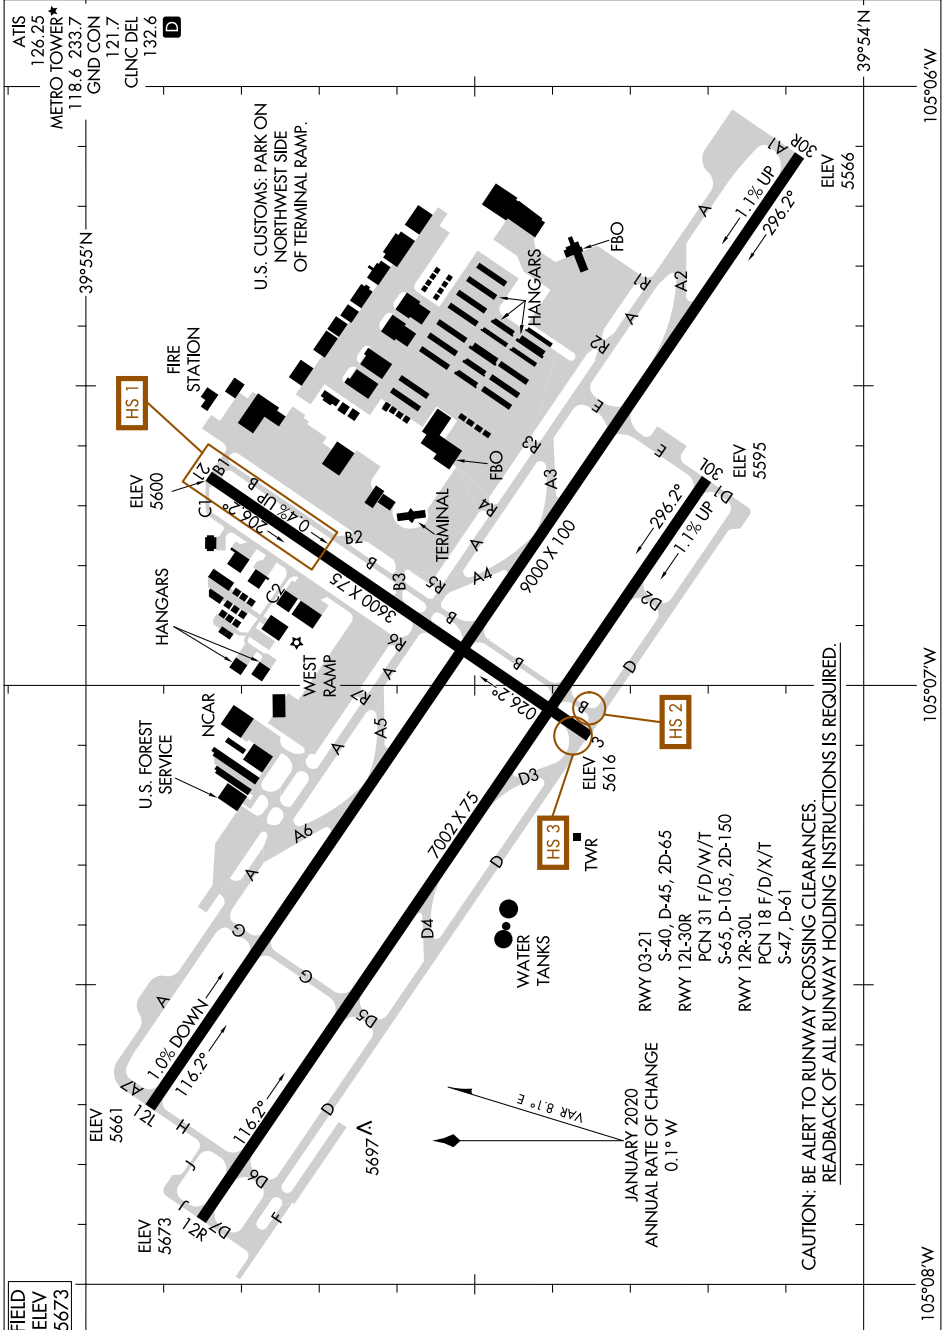 ATIS
126.25
METRO TOWER★
118.6 233.7
GND CON
121.7
CLNC DEL
132.6
D
FIELD
ELEV
5673
39°55'N
39°54'N
105°06'W
105°07'W
105°08'W
U.S. CUSTOMS: PARK ON
NORTHWEST SIDE
OF TERMINAL RAMP.
HS 1
FIRE
STATION
ELEV
5600
21
B1
C1
B
206.2°
0.4% UP
B2
B
C2
3600 X 75
B3
HANGARS
WEST
RAMP
NCAR
U.S. FOREST
SERVICE
TERMINAL
FBO
HANGARS
FBO
R1
R2
R3
R4
R5
R6
R7
A1
30R
ELEV
5566
1.1% UP
296.2°
A
A2
A
E
E
A3
9000 X 100
A
A4
B
A
A5
A
A6
A
G
G
A
1.0% DOWN
116.2°
A7
12L
ELEV
5661
H
J
J
12R
ELEV
5673
D7
D6
F
116.2°
D
D5
D4
D
7002 X 75
D3
B
026.2°
B
3
ELEV
5616
HS 2
HS 3
TWR
D
D2
1.1% UP
296.2°
30L
D1
ELEV
5595
WATER
TANKS
5697
VAR 8.1° E
JANUARY 2020
ANNUAL RATE OF CHANGE
0.1° W
RWY 03-21
S-40, D-45, 2D-65
RWY 12L-30R
PCN 31 F/D/W/T
S-65, D-105, 2D-150
RWY 12R-30L
PCN 18 F/D/X/T
S-47, D-61
CAUTION: BE ALERT TO RUNWAY CROSSING CLEARANCES.
READBACK OF ALL RUNWAY HOLDING INSTRUCTIONS IS REQUIRED.